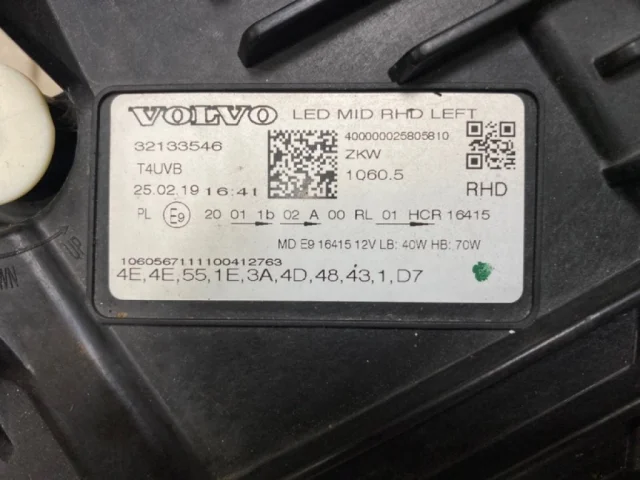 VOLVO LED MID RHD LEFT
32133546 400000025805810
T4UVB ZKW
25.02.19 16:41 1060.5 RHD
PL E9 20 01 1b 02 A 00 RL 01 HCR 16415
MD E9 16415 12V LB: 40W HB: 70W
1060567111100412763
4E,4E,55,1E,3A,4D,48,43,1,D7
UP